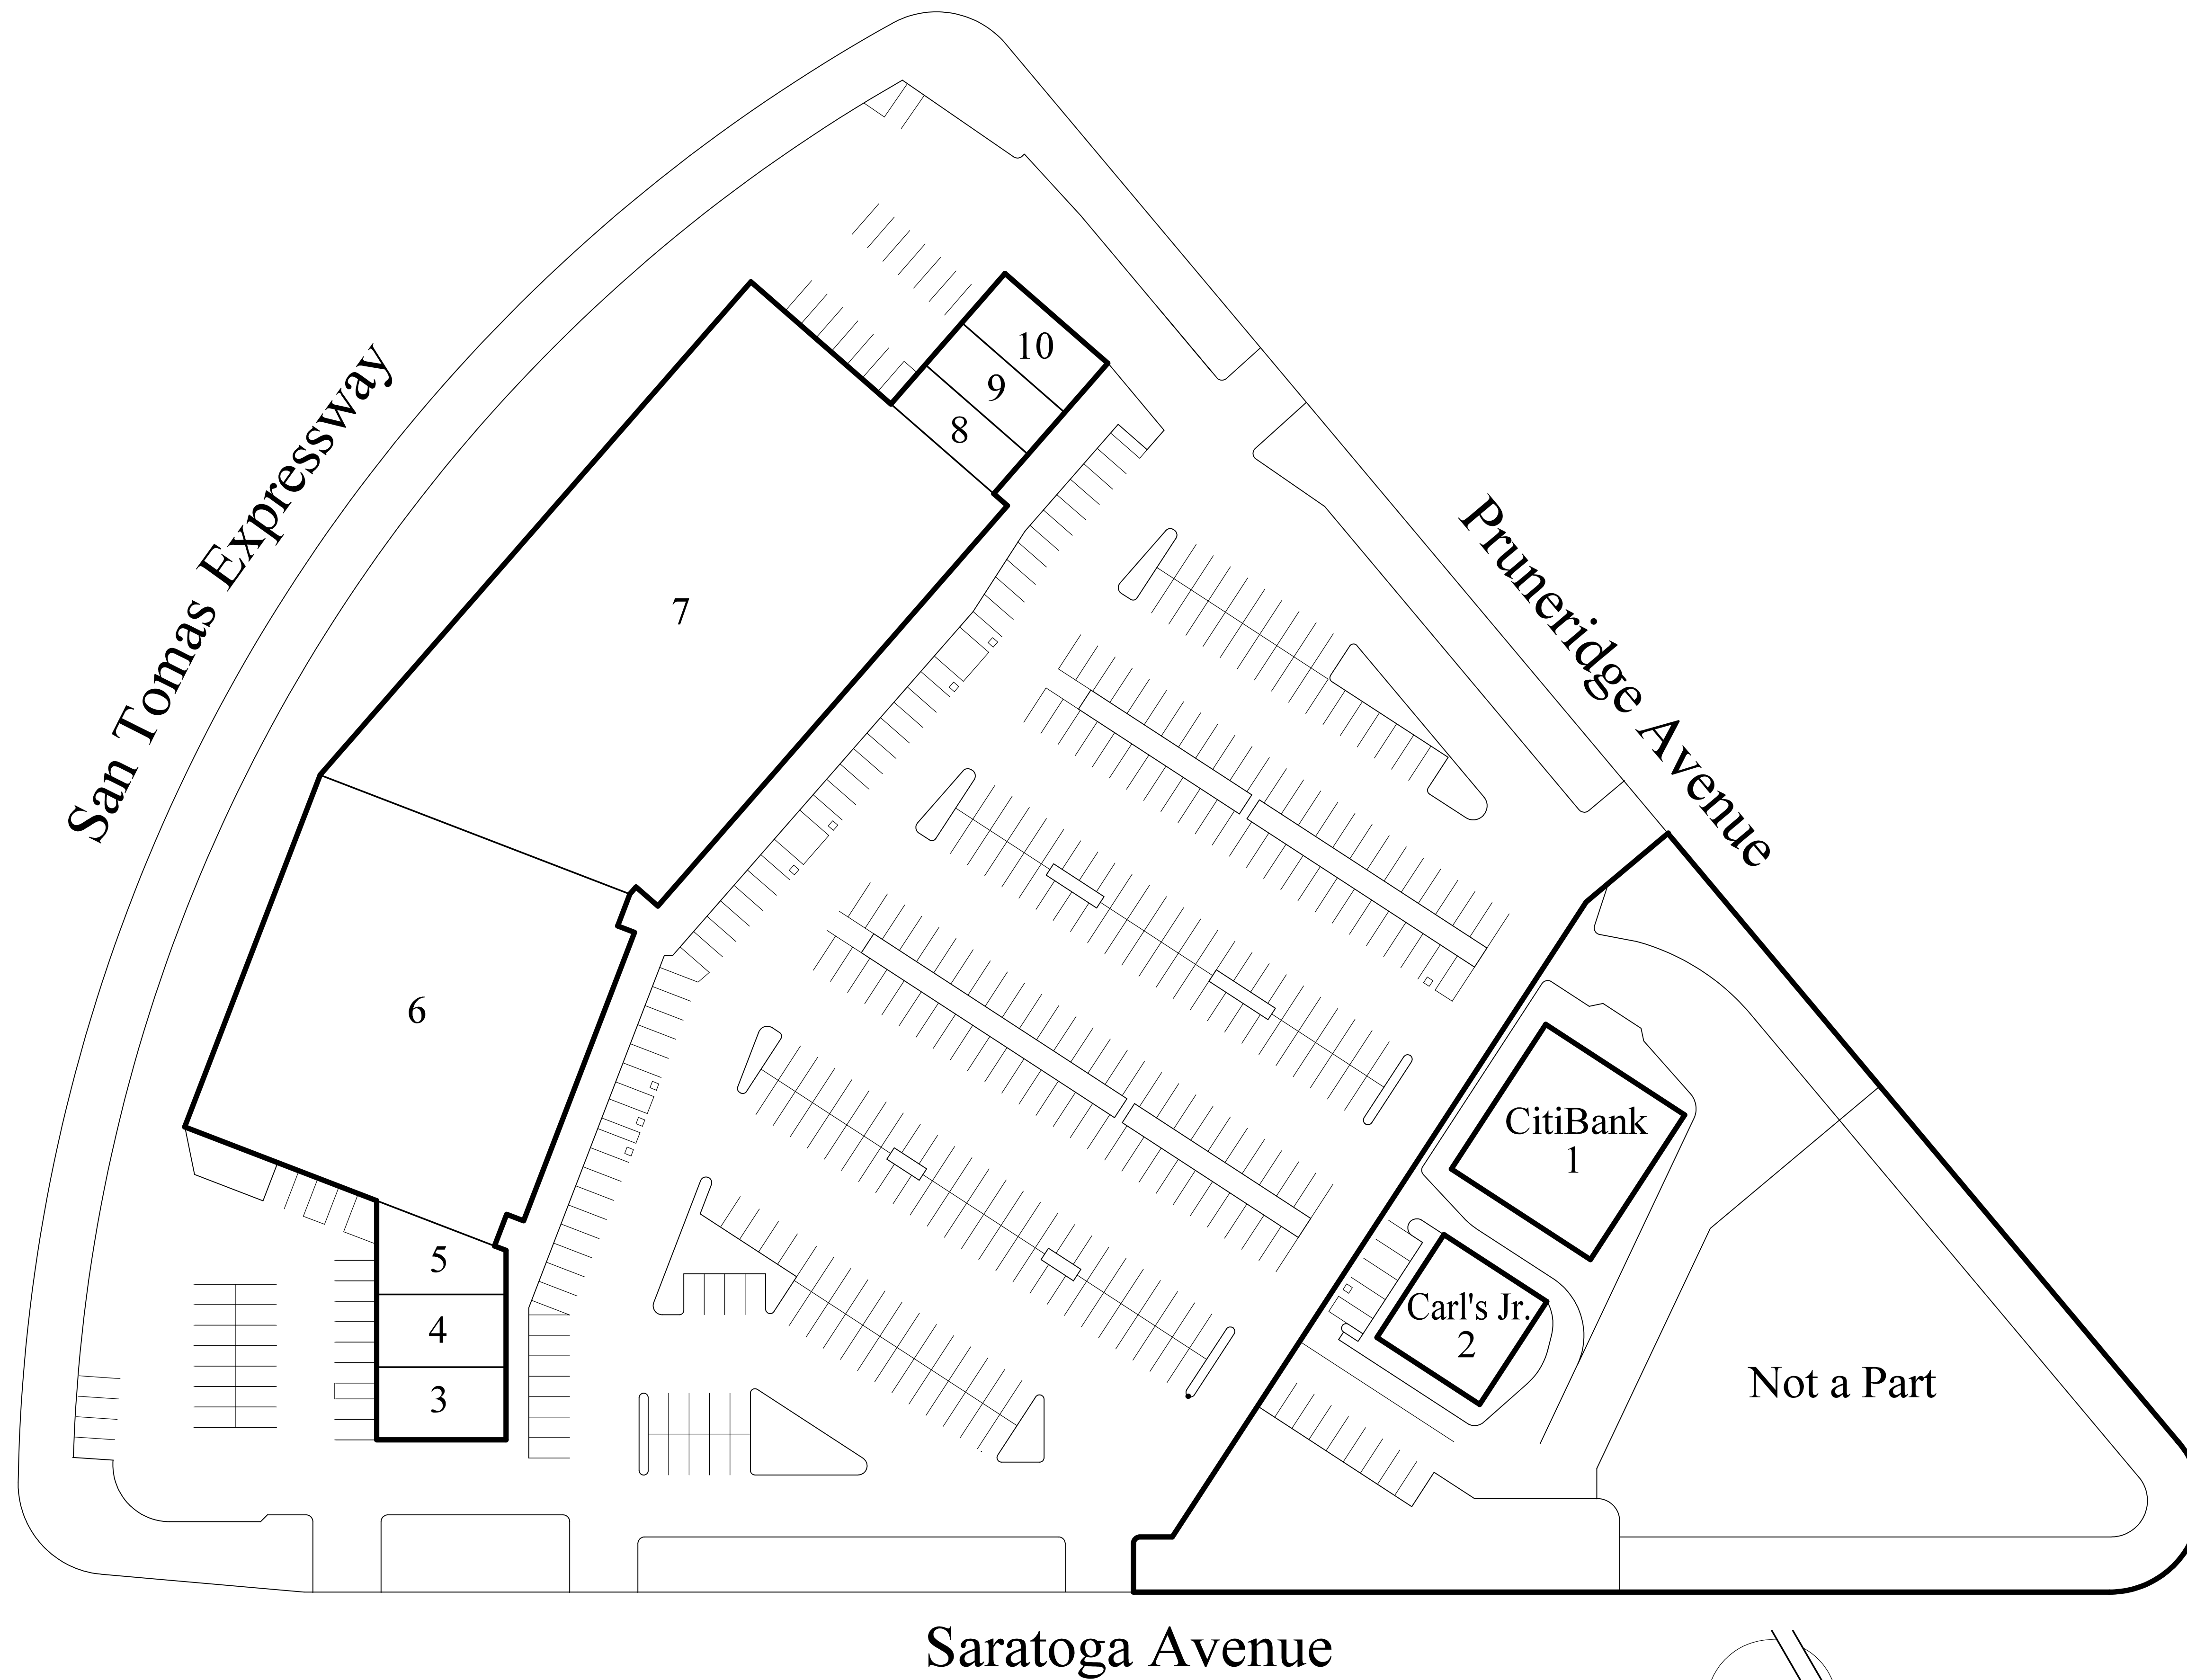 San Tomas Expressway
Pruneridge Avenue
10
9
8
7
6
5
4
3
CitiBank
1
Carl's Jr.
2
Not a Part
Saratoga Avenue